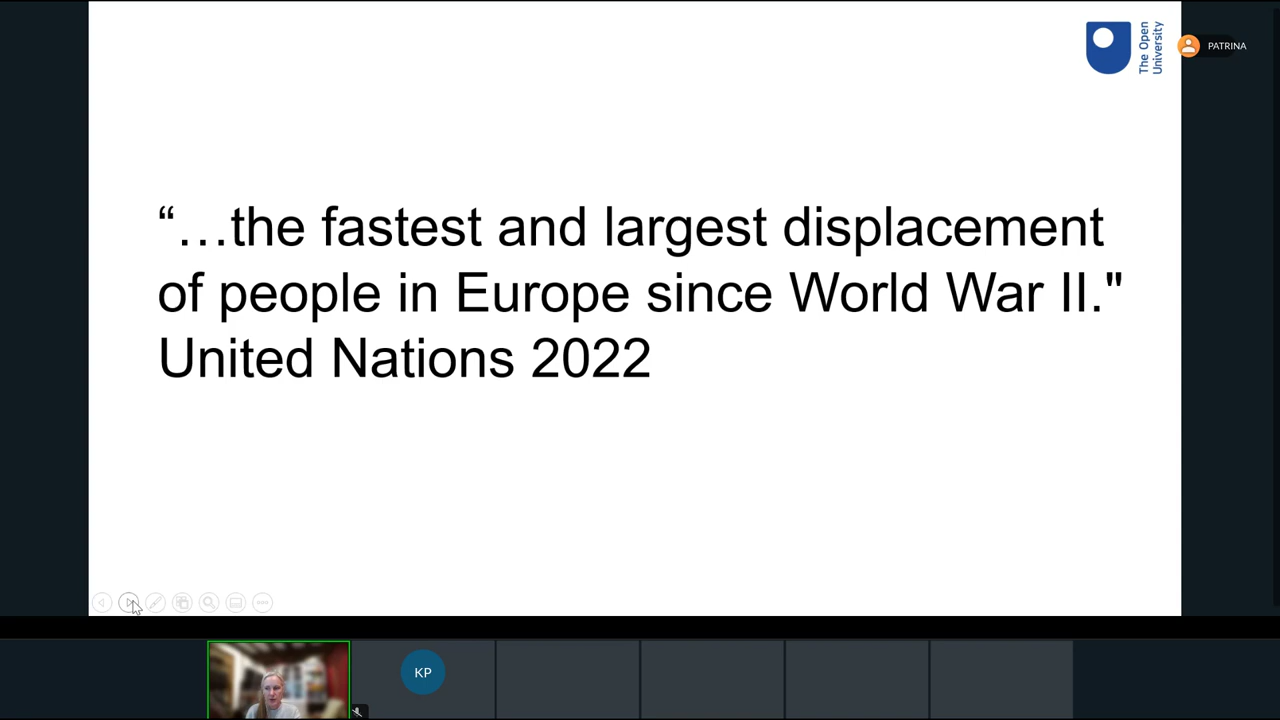 The Open
University
PATRINA
“…the fastest and largest displacement
of people in Europe since World War II."
United Nations 2022
KP